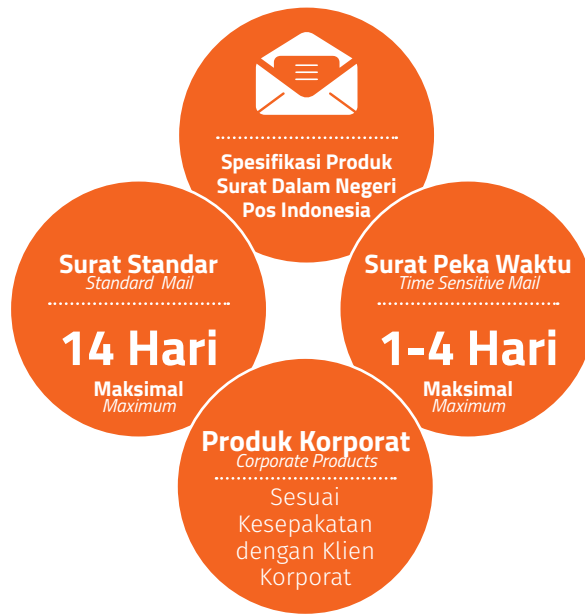 Spesifikasi Produk
Surat Dalam Negeri
Pos Indonesia
Surat Standar
Standard Mail
14 Hari
Maksimal
Maximum
Surat Peka Waktu
Time Sensitive Mail
1-4 Hari
Maksimal
Maximum
Produk Korporat
Corporate Products
Sesuai
Kesepakatan
dengan Klien
Korporat